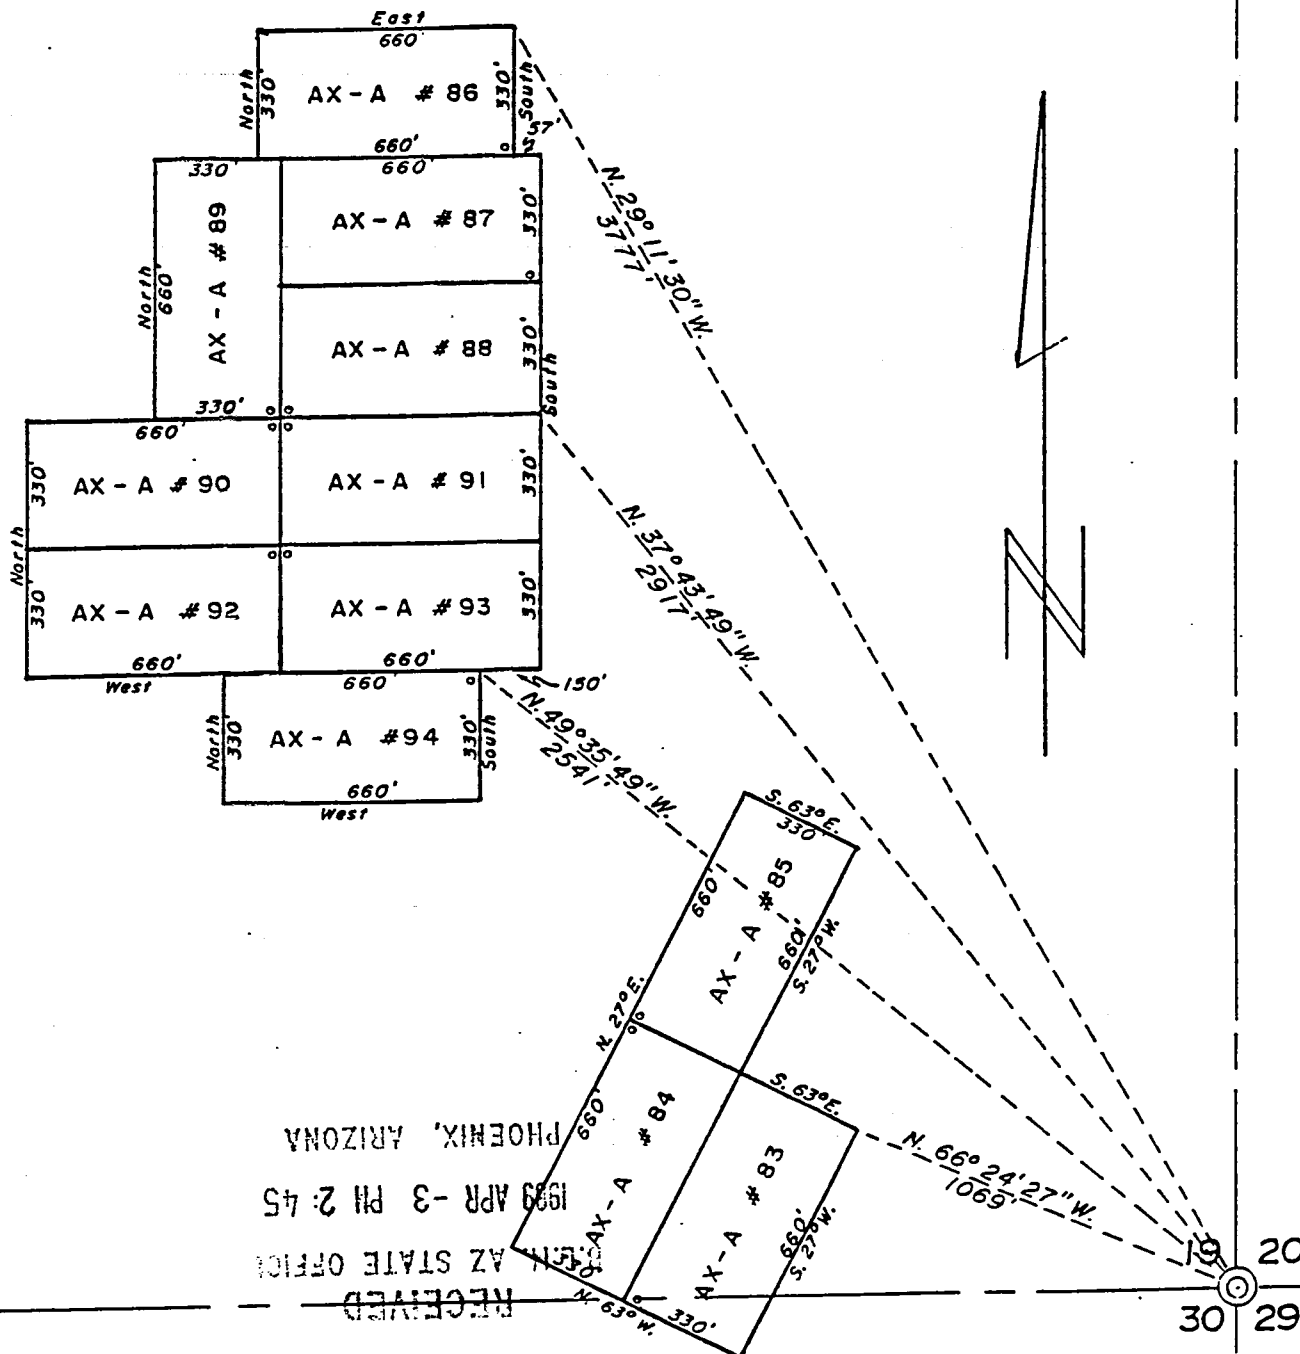 East
660'
North
330'
AX-A # 86
330'
South
57'
660'
330'
660'
AX-A # 89
North
660'
330'
AX-A # 87
330'
AX-A # 88
330'
South
N. 29° 11' 30" W.
3777'
660'
North
330'
AX-A # 90
AX-A # 91
330'
330'
AX-A # 92
AX-A # 93
330'
660'
West
660'
150'
N. 37° 43' 49" W.
2917'
660'
North
330'
AX-A # 94
330'
South
660'
West
N. 49° 35' 49" W.
2541'
N
S. 63° E.
330'
660'
AX-A # 85
660'
S. 27° W.
N. 27° E.
660'
AX-A # 84
S. 63° E.
AX-A # 83
660'
S. 27° W.
330'
N. 63° W.
330'
N. 66° 24' 27" W.
1069'
RECEIVED
B.L.M. AZ STATE OFFICE
1989 APR -3 PM 2:45
PHOENIX, ARIZONA
19
20
30
29